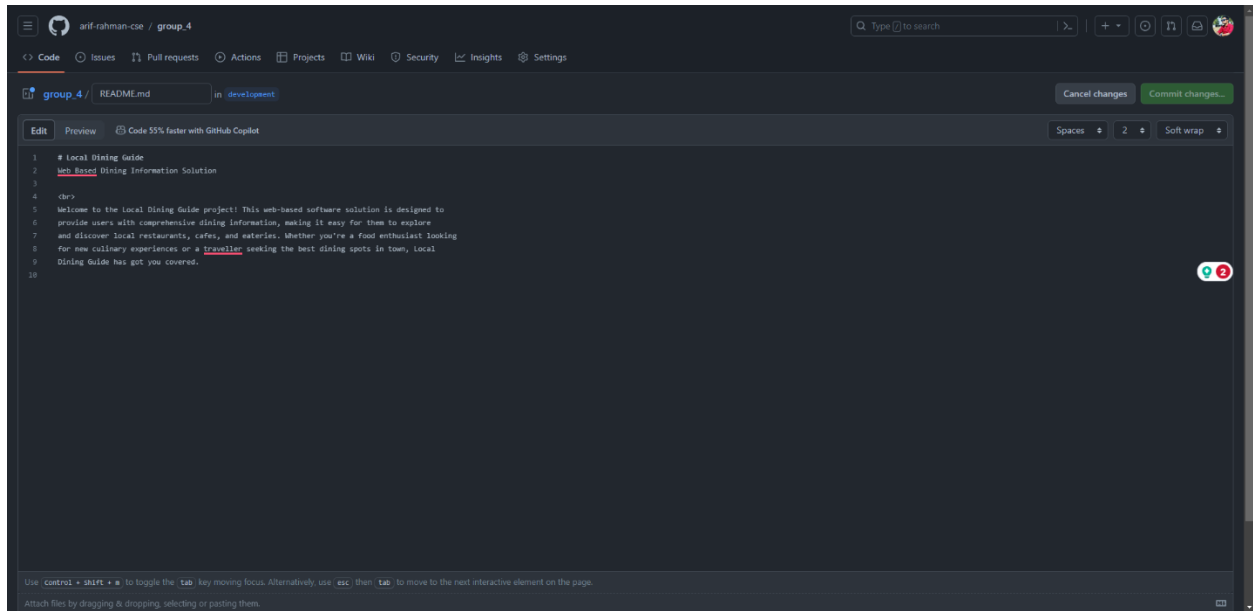 arif-rahman-cse / group_4
Type / to search
Code Issues Pull requests Actions Projects Wiki Security Insights Settings
group_4 / README.md in development
Cancel changes Commit changes...
Edit Preview Code 55% faster with GitHub Copilot
Spaces 2 Soft wrap
1 # Local Dining Guide
2 Web Based Dining Information Solution
3
4 <br>
5 Welcome to the Local Dining Guide project! This web-based software solution is designed to
6 provide users with comprehensive dining information, making it easy for them to explore
7 and discover local restaurants, cafes, and eateries. Whether you're a food enthusiast looking
8 for new culinary experiences or a traveller seeking the best dining spots in town, Local
9 Dining Guide has got you covered.
10
2
Use Control + Shift + m to toggle the tab key moving focus. Alternatively, use esc then tab to move to the next interactive element on the page.
Attach files by dragging & dropping, selecting or pasting them.